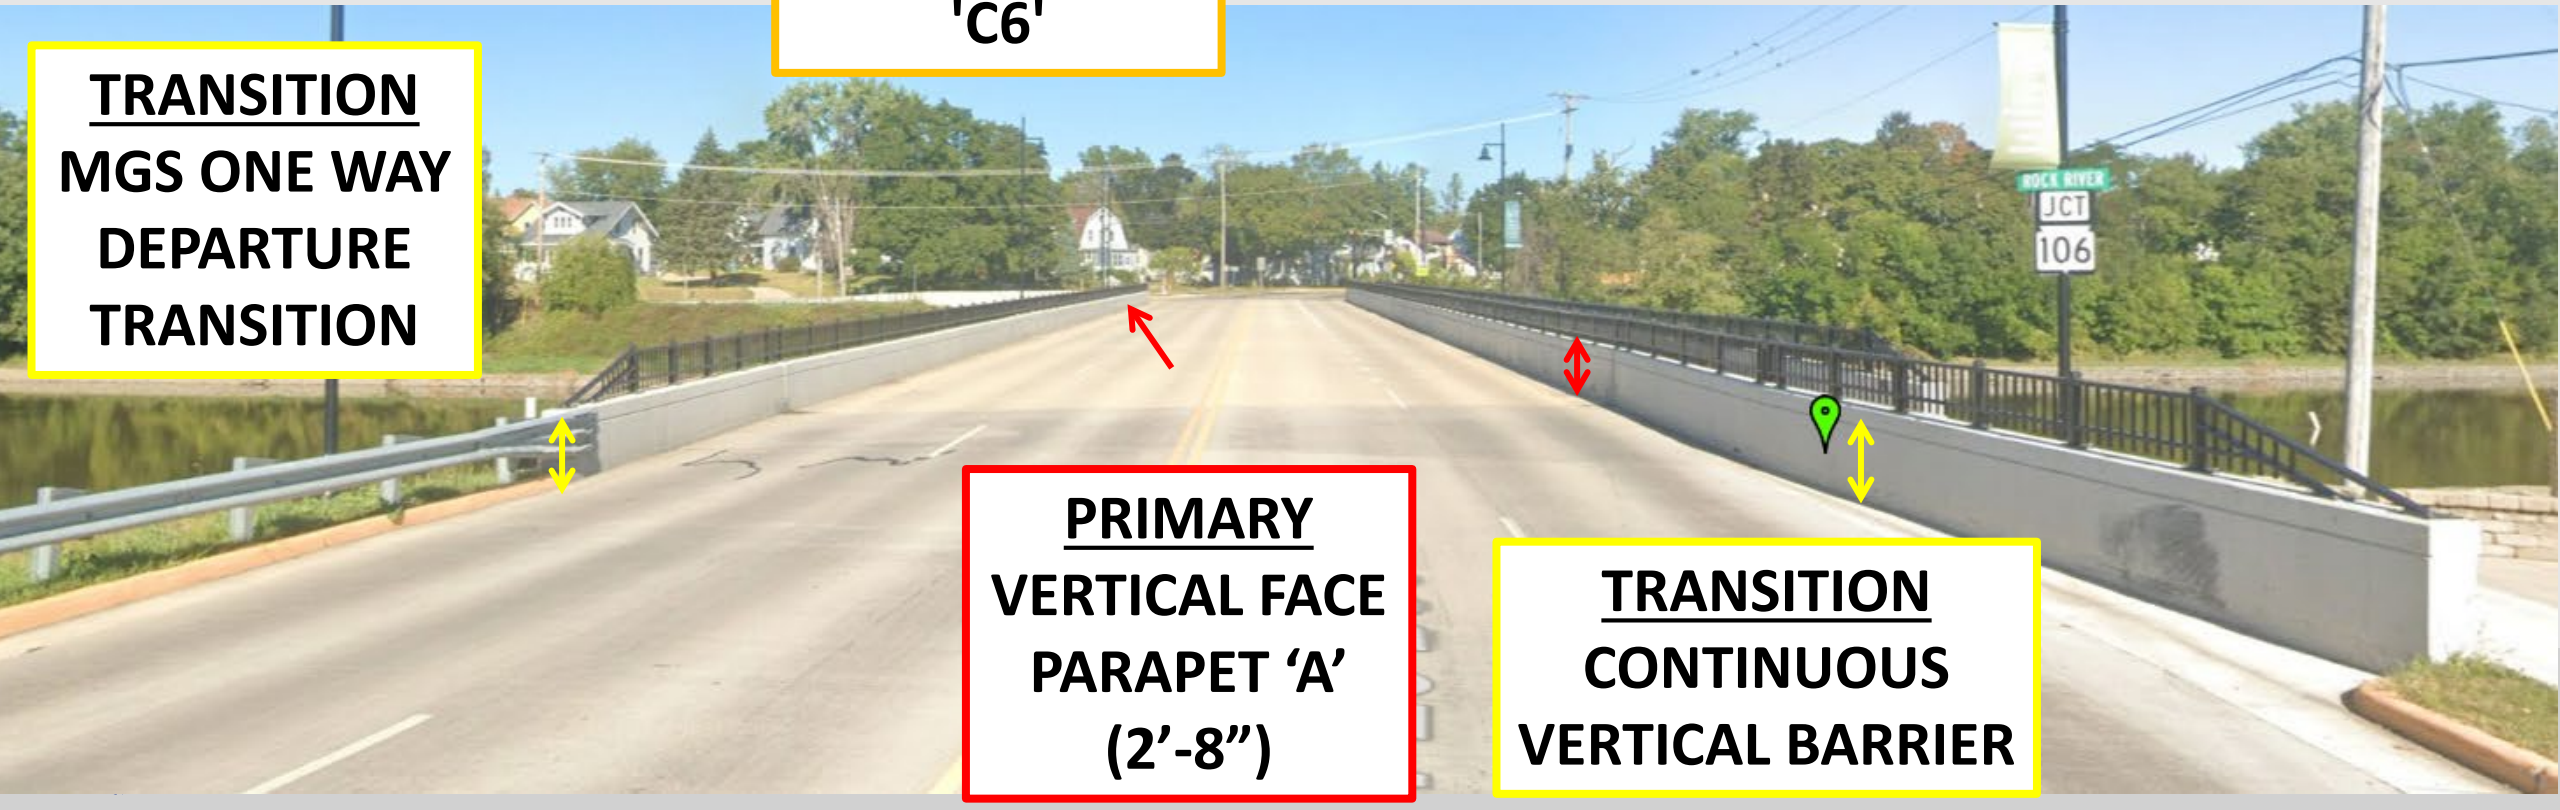 'C6'
TRANSITION
MGS ONE WAY
DEPARTURE
TRANSITION
ROCK RIVER
JCT
106
PRIMARY
VERTICAL FACE
PARAPET ‘A’
(2’-8”)
TRANSITION
CONTINUOUS
VERTICAL BARRIER